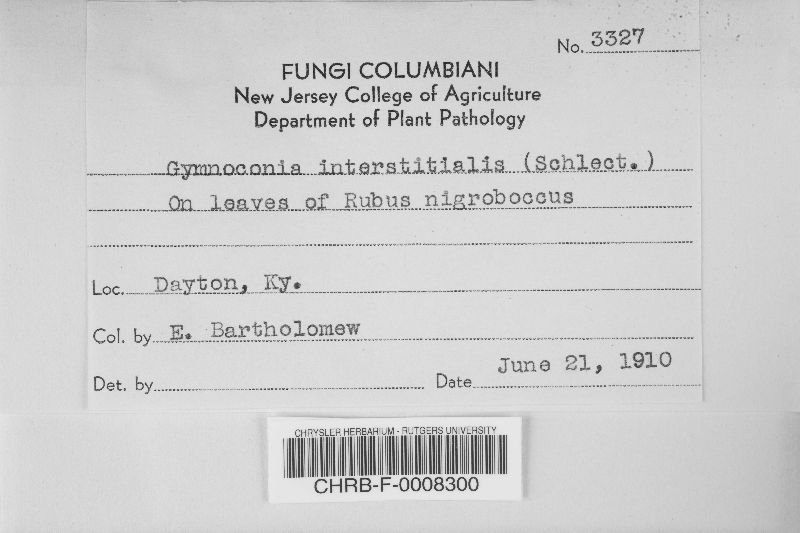 No. 3327
FUNGI COLUMBIANI
New Jersey College of Agriculture
Department of Plant Pathology
Gymnoconia interstitialis (Schlect.)
On leaves of Rubus nigroboccus
Loc. Dayton, Ky.
Col. by E. Bartholomew
Det. by Date June 21, 1910
CHRYSLER HERBARIUM - RUTGERS UNIVERSITY
CHRB-F-0008300